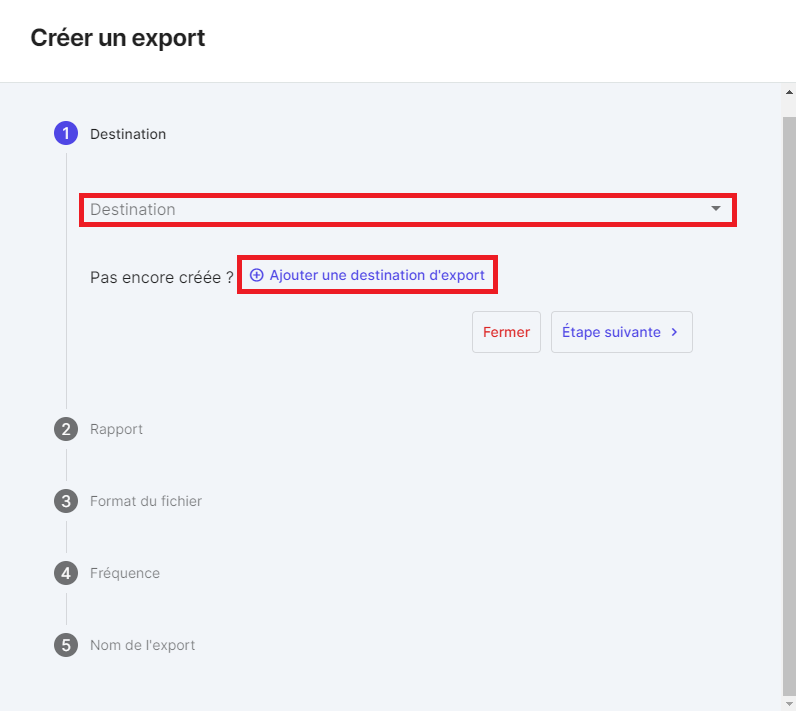 Créer un export
1 Destination
Destination
Pas encore créée ? Ajouter une destination d'export
Fermer Étape suivante
2 Rapport
3 Format du fichier
4 Fréquence
5 Nom de l'export